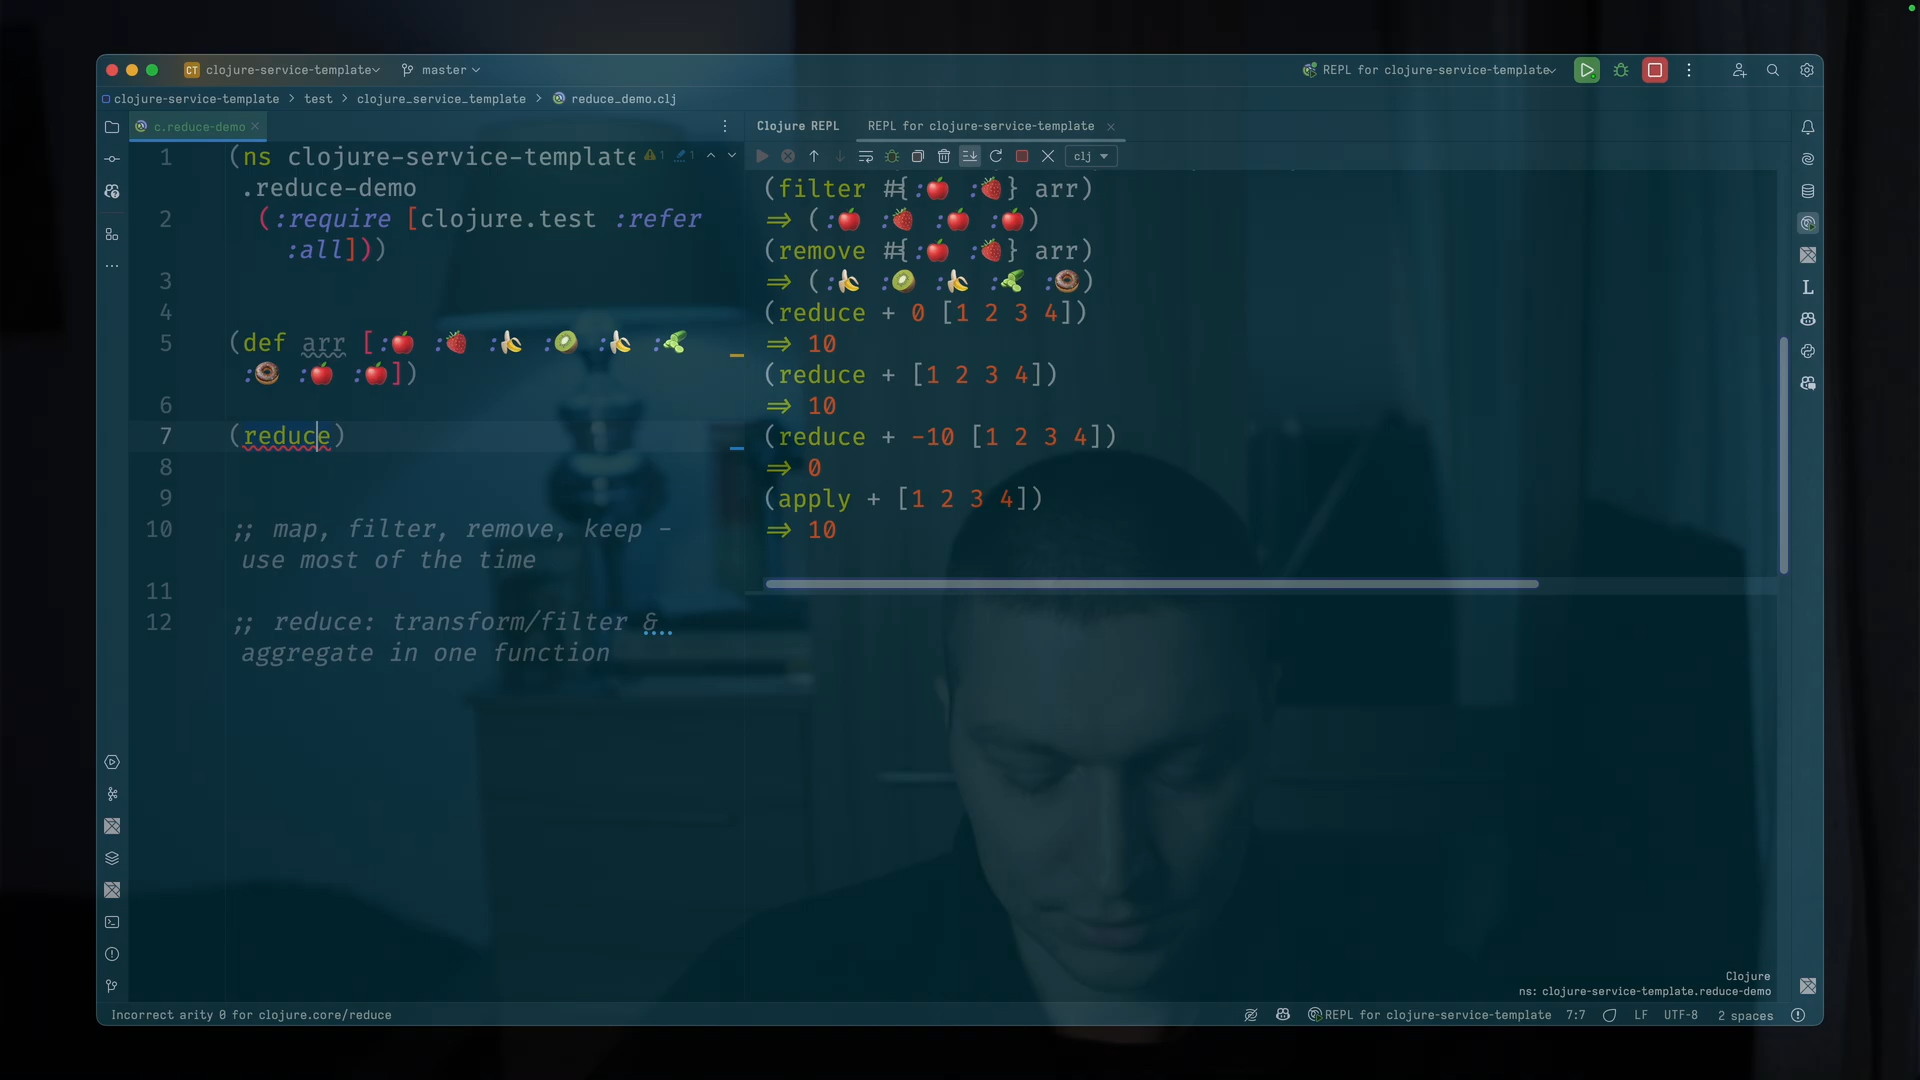 CT clojure-service-template master REPL for clojure-service-template
clojure-service-template > test > clojure_service_template > reduce_demo.clj
c.reduce-demo
1 (ns clojure-service-template
.reduce-demo
2 (:require [clojure.test :refer
:all]))
3
4
5 (def arr [:🍎 :🍓 :🍌 :🥝 :🍌 :🥬
:🍩 :🍎 :🍎])
6
7 (reduce)
8
9
10 ;; map, filter, remove, keep -
use most of the time
11
12 ;; reduce: transform/filter &
aggregate in one function
1 1
Clojure REPL REPL for clojure-service-template
clj
(filter #{:🍎 :🍓} arr)
=> (:🍎 :🍓 :🍎 :🍎)
(remove #{:🍎 :🍓} arr)
=> (:🍌 :🥝 :🍌 :🥬 :🍩)
(reduce + 0 [1 2 3 4])
=> 10
(reduce + [1 2 3 4])
=> 10
(reduce + -10 [1 2 3 4])
=> 0
(apply + [1 2 3 4])
=> 10
L
Clojure
ns: clojure-service-template.reduce-demo
Incorrect arity 0 for clojure.core/reduce
REPL for clojure-service-template 7:7 LF UTF-8 2 spaces